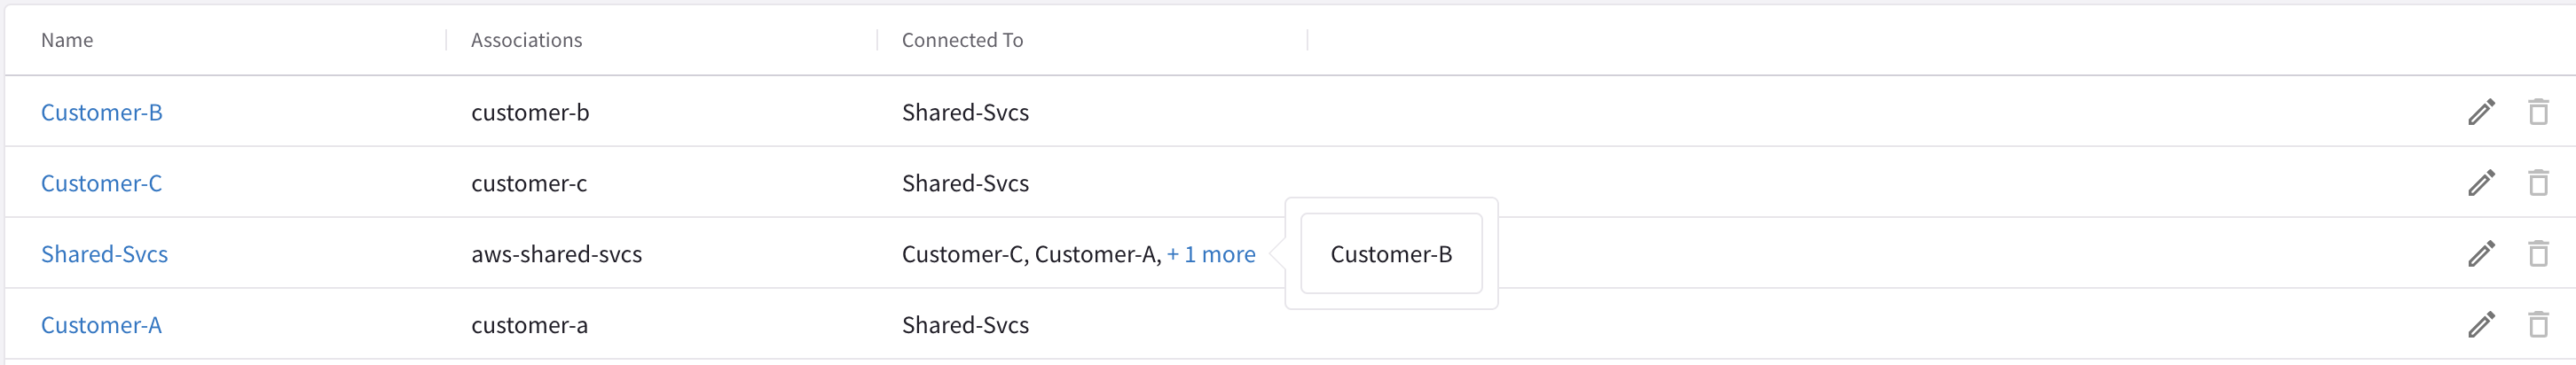 Name Associations Connected To
Customer-B customer-b Shared-Svcs
Customer-C customer-c Shared-Svcs
Shared-Svcs aws-shared-svcs Customer-C, Customer-A, + 1 more Customer-B
Customer-A customer-a Shared-Svcs